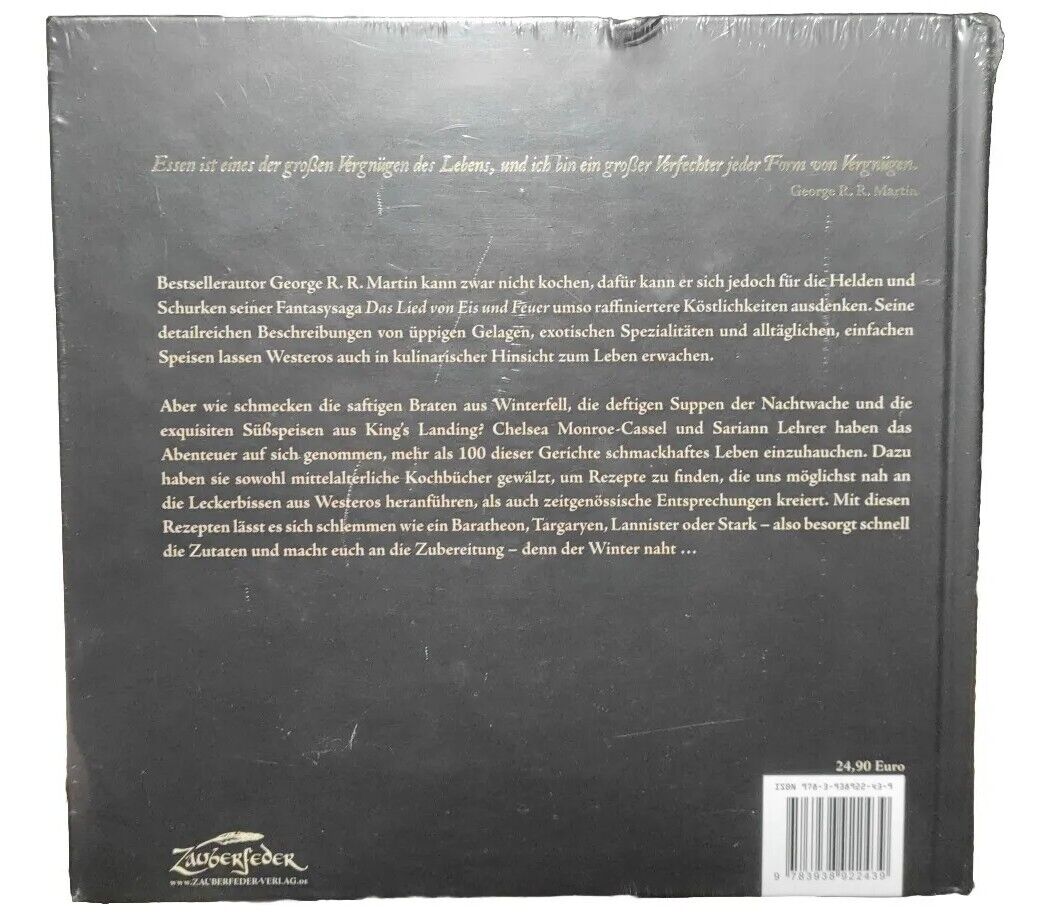 Essen ist eines der großen Vergnügen des Lebens, und ich bin ein großer Verfechter jeder Form von Vergnügen.
George R. R. Martin
Bestsellerautor George R. R. Martin kann zwar nicht kochen, dafür kann er sich jedoch für die Helden und
Schurken seiner Fantasysaga Das Lied von Eis und Feuer umso raffiniertere Köstlichkeiten ausdenken. Seine
detailreichen Beschreibungen von üppigen Gelagen, exotischen Spezialitäten und alltäglichen, einfachen
Speisen lassen Westeros auch in kulinarischer Hinsicht zum Leben erwachen.
Aber wie schmecken die saftigen Braten aus Winterfell, die deftigen Suppen der Nachtwache und die
exquisiten Süßspeisen aus King's Landing? Chelsea Monroe-Cassel und Sariann Lehrer haben das
Abenteuer auf sich genommen, mehr als 100 dieser Gerichte schmackhaftes Leben einzuhauchen. Dazu
haben sie sowohl mittelalterliche Kochbücher gewälzt, um Rezepte zu finden, die uns möglichst nah an
die Leckerbissen aus Westeros heranführen, als auch zeitgenössische Entsprechungen kreiert. Mit diesen
Rezepten lässt es sich schlemmen wie ein Baratheon, Targaryen, Lannister oder Stark – also besorgt schnell
die Zutaten und macht euch an die Zubereitung – denn der Winter naht ...
24,90 Euro
ISBN 978-3-938922-43-9
9 783938 922439
Zauberfeder
WWW.ZAUBERFEDER-VERLAG.DE